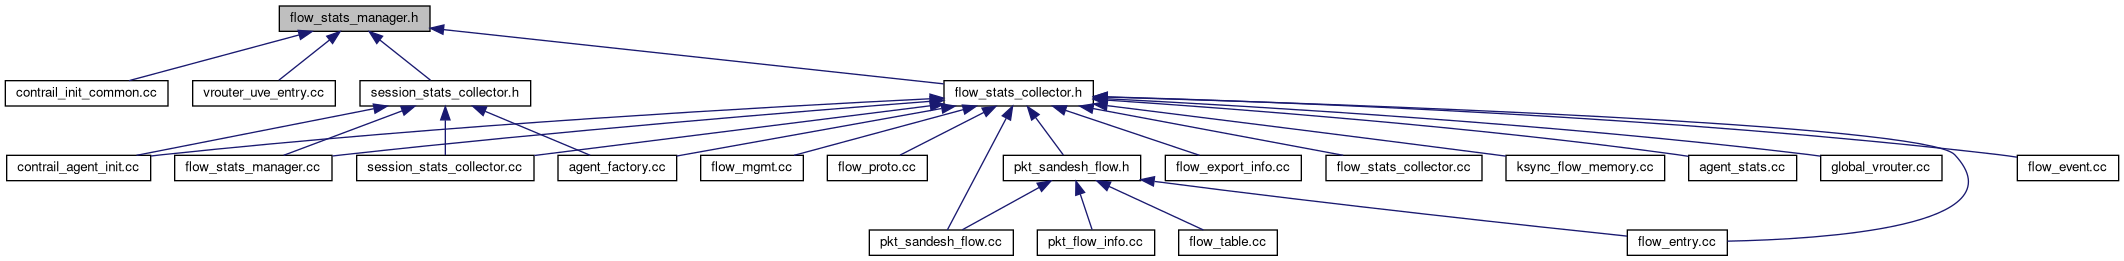 flow_stats_manager.h
contrail_init_common.cc
vrouter_uve_entry.cc
session_stats_collector.h
flow_stats_collector.h
contrail_agent_init.cc
flow_stats_manager.cc
session_stats_collector.cc
agent_factory.cc
flow_mgmt.cc
flow_proto.cc
pkt_sandesh_flow.h
flow_export_info.cc
flow_stats_collector.cc
ksync_flow_memory.cc
agent_stats.cc
global_vrouter.cc
flow_event.cc
pkt_sandesh_flow.cc
pkt_flow_info.cc
flow_table.cc
flow_entry.cc